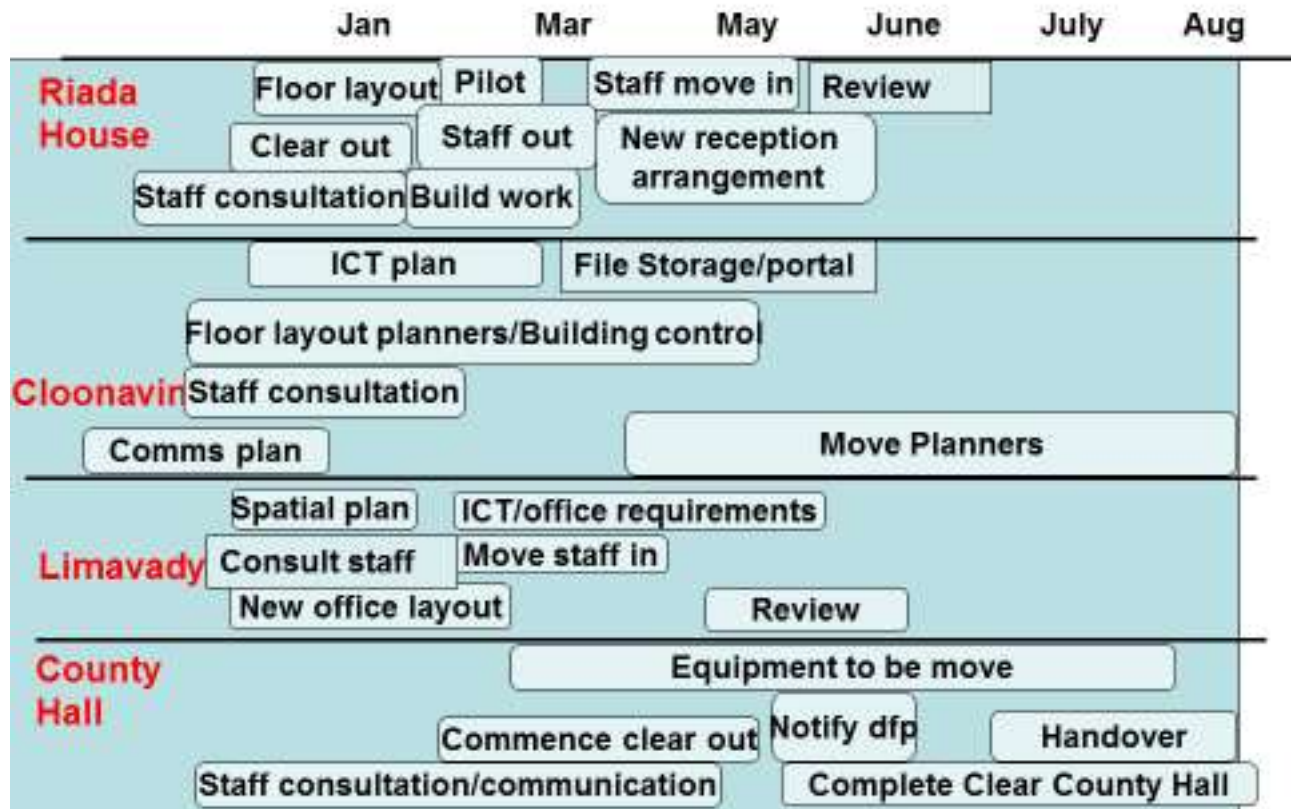 Jan Mar May June July Aug
Riada
House
Floor layout
Pilot
Staff move in
Review
Clear out
Staff out
New reception
arrangement
Staff consultation
Build work
Cloonavin
ICT plan
File Storage/portal
Floor layout planners/Building control
Staff consultation
Comms plan
Move Planners
Limavady
Spatial plan
ICT/office requirements
Consult staff
Move staff in
New office layout
Review
County
Hall
Equipment to be move
Commence clear out
Notify dfp
Handover
Staff consultation/communication
Complete Clear County Hall